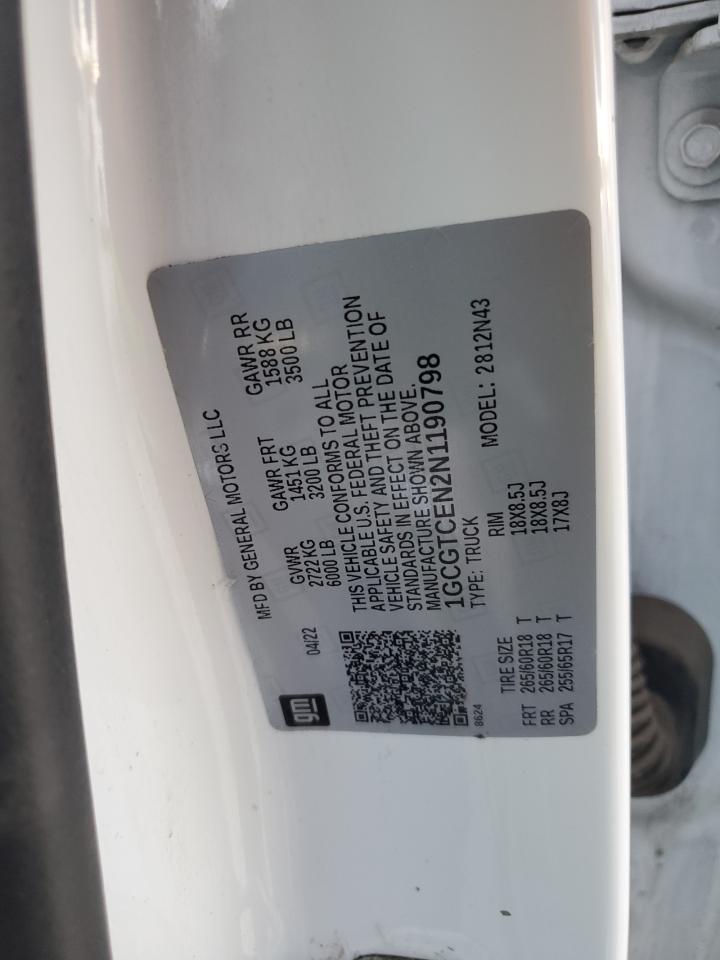 MFD BY GENERAL MOTORS LLC
gm
04/22
GVWR GAWR FRT GAWR RR
2722 KG 1451 KG 1588 KG
6000 LB 3200 LB 3500 LB
THIS VEHICLE CONFORMS TO ALL
APPLICABLE U.S. FEDERAL MOTOR
VEHICLE SAFETY AND THEFT PREVENTION
STANDARDS IN EFFECT ON THE DATE OF
MANUFACTURE SHOWN ABOVE.
1GCGTCEN2N1190798
8624
TYPE: TRUCK MODEL: 2812N43
TIRE SIZE RIM
FRT 265/60R18 T 18X8.5J
RR 265/60R18 T 18X8.5J
SPA 255/65R17 T 17X8J